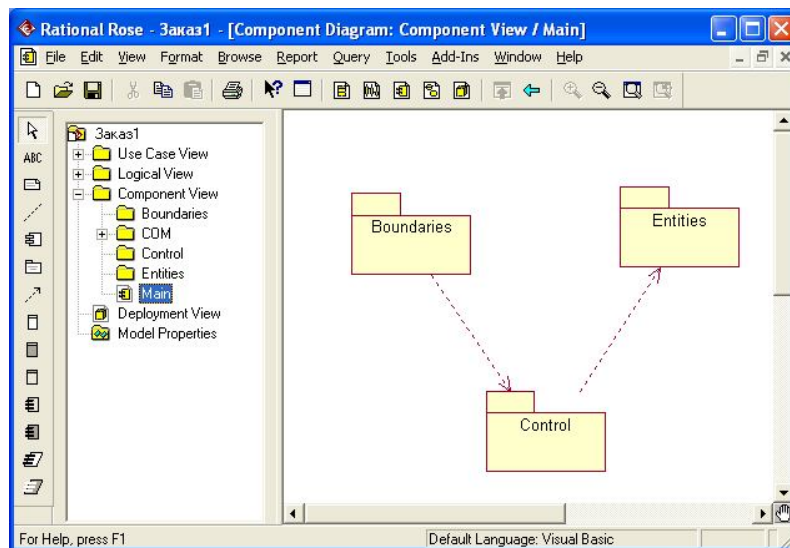 Rational Rose - Заказ1 - [Component Diagram: Component View / Main]
File Edit View Format Browse Report Query Tools Add-Ins Window Help
ABC
Заказ1
Use Case View
Logical View
Component View
Boundaries
COM
Control
Entities
Main
Deployment View
Model Properties
Boundaries
Entities
Control
For Help, press F1
Default Language: Visual Basic